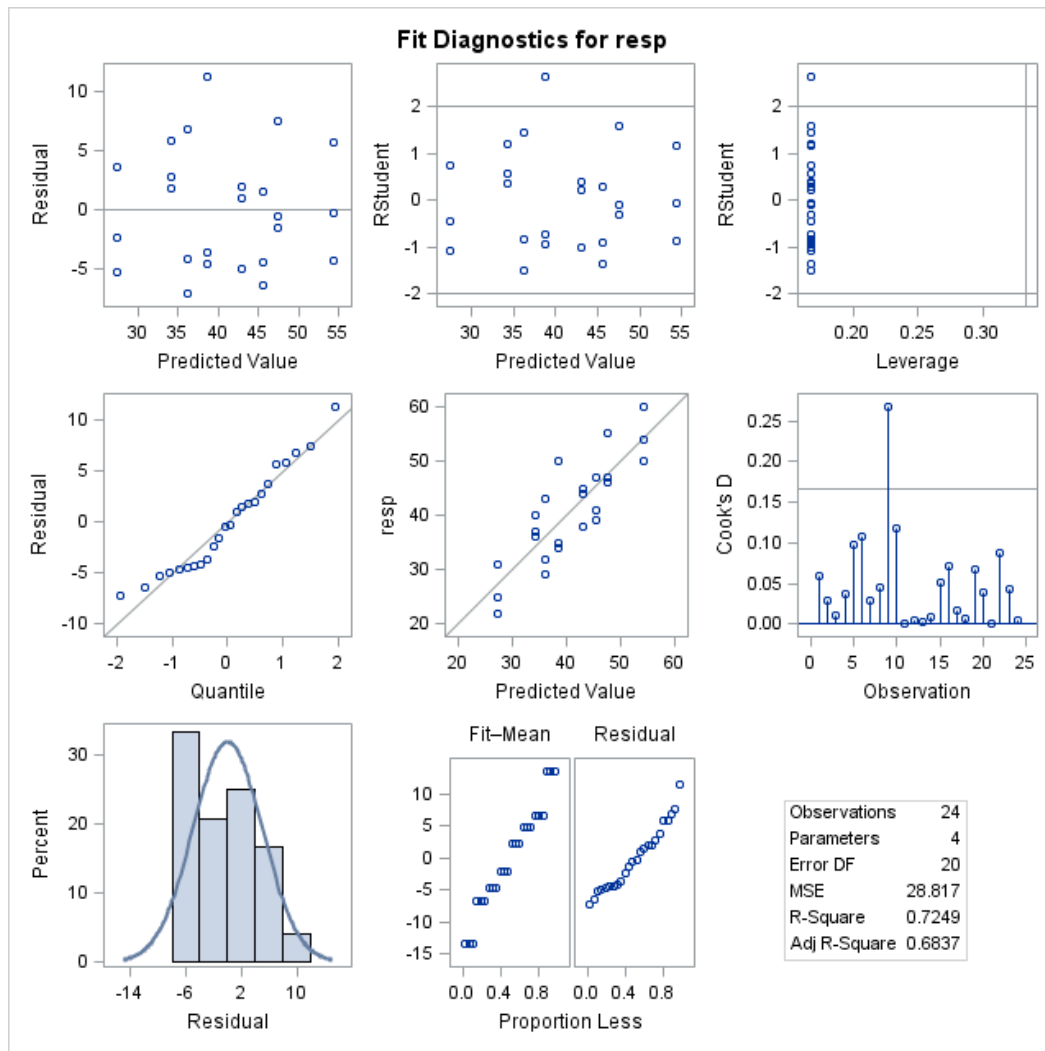 Fit Diagnostics for resp
10
5
0
-5
Residual
30 35 40 45 50 55
Predicted Value
2
1
0
-1
-2
RStudent
30 35 40 45 50 55
Predicted Value
2
1
0
-1
-2
RStudent
0.20 0.25 0.30
Leverage
10
5
0
-5
-10
Residual
-2 -1 0 1 2
Quantile
60
50
40
30
20
resp
20 30 40 50 60
Predicted Value
0.25
0.20
0.15
0.10
0.05
0.00
Cook's D
0 5 10 15 20 25
Observation
30
20
10
0
Percent
-14 -6 2 10
Residual
Fit–Mean Residual
10
5
0
-5
-10
-15
0.0 0.4 0.8 0.0 0.4 0.8
Proportion Less
Observations 24
Parameters 4
Error DF 20
MSE 28.817
R-Square 0.7249
Adj R-Square 0.6837